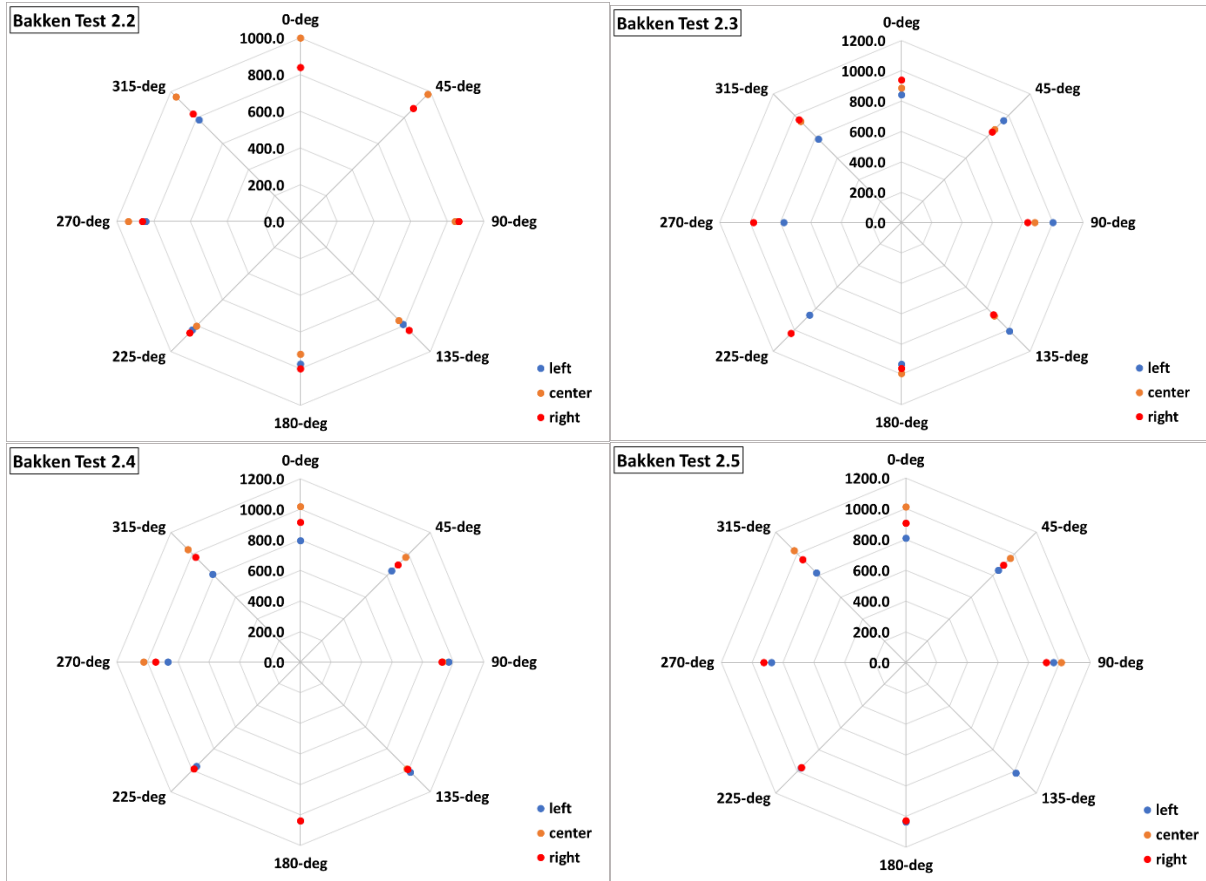 Bakken Test 2.2
0-deg
1000.0
800.0
600.0
400.0
200.0
0.0
45-deg
90-deg
135-deg
180-deg
225-deg
270-deg
315-deg
left
center
right
Bakken Test 2.3
0-deg
1200.0
1000.0
800.0
600.0
400.0
200.0
0.0
45-deg
90-deg
135-deg
180-deg
225-deg
270-deg
315-deg
left
center
right
Bakken Test 2.4
0-deg
1200.0
1000.0
800.0
600.0
400.0
200.0
0.0
45-deg
90-deg
135-deg
180-deg
225-deg
270-deg
315-deg
left
center
right
Bakken Test 2.5
0-deg
1200.0
1000.0
800.0
600.0
400.0
200.0
0.0
45-deg
90-deg
135-deg
180-deg
225-deg
270-deg
315-deg
left
center
right